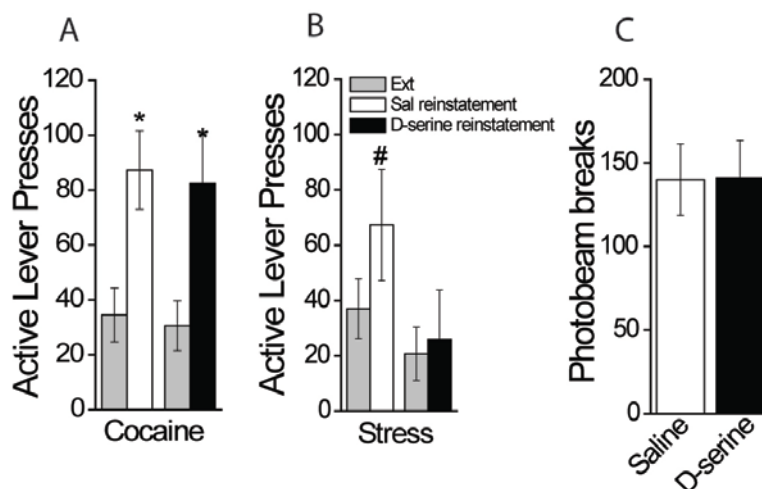 A
Active Lever Presses
120
100
80
60
40
20
0
*
*
Cocaine
B
Active Lever Presses
120
100
80
60
40
20
0
Ext
Sal reinstatement
D-serine reinstatement
#
Stress
C
Photobeam breaks
200
150
100
50
0
Saline
D-serine